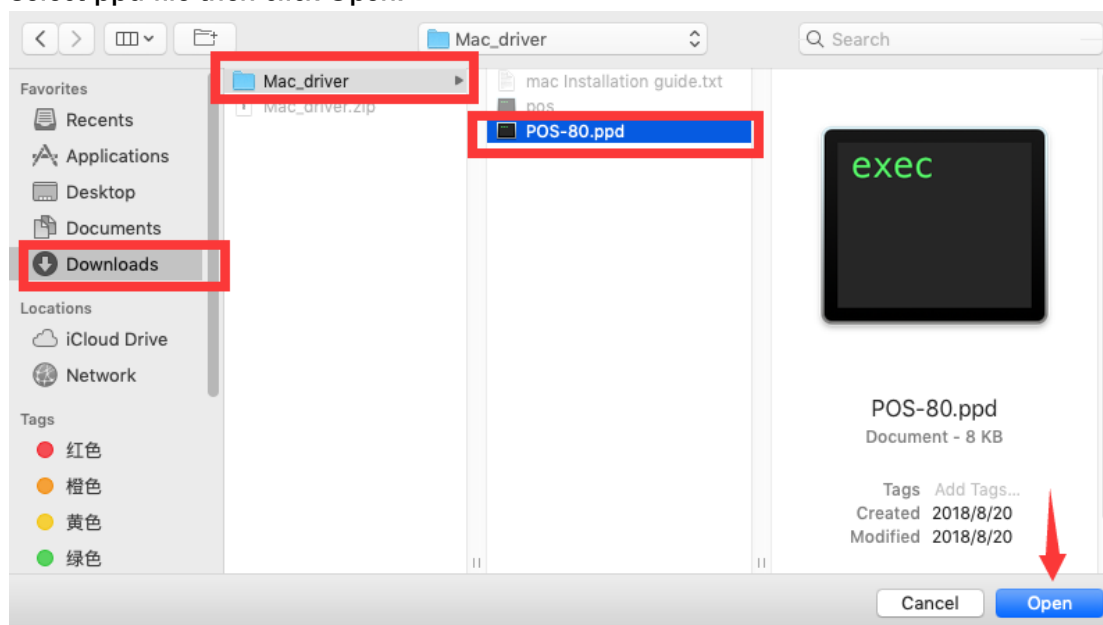 Mac_driver
Search
Favorites
Recents
Applications
Desktop
Documents
Downloads
Locations
iCloud Drive
Network
Tags
红色
橙色
黄色
绿色
Mac_driver
Mac_driver.zip
mac Installation guide.txt
pos
POS-80.ppd
exec
POS-80.ppd
Document - 8 KB
Tags Add Tags...
Created 2018/8/20
Modified 2018/8/20
Cancel
Open